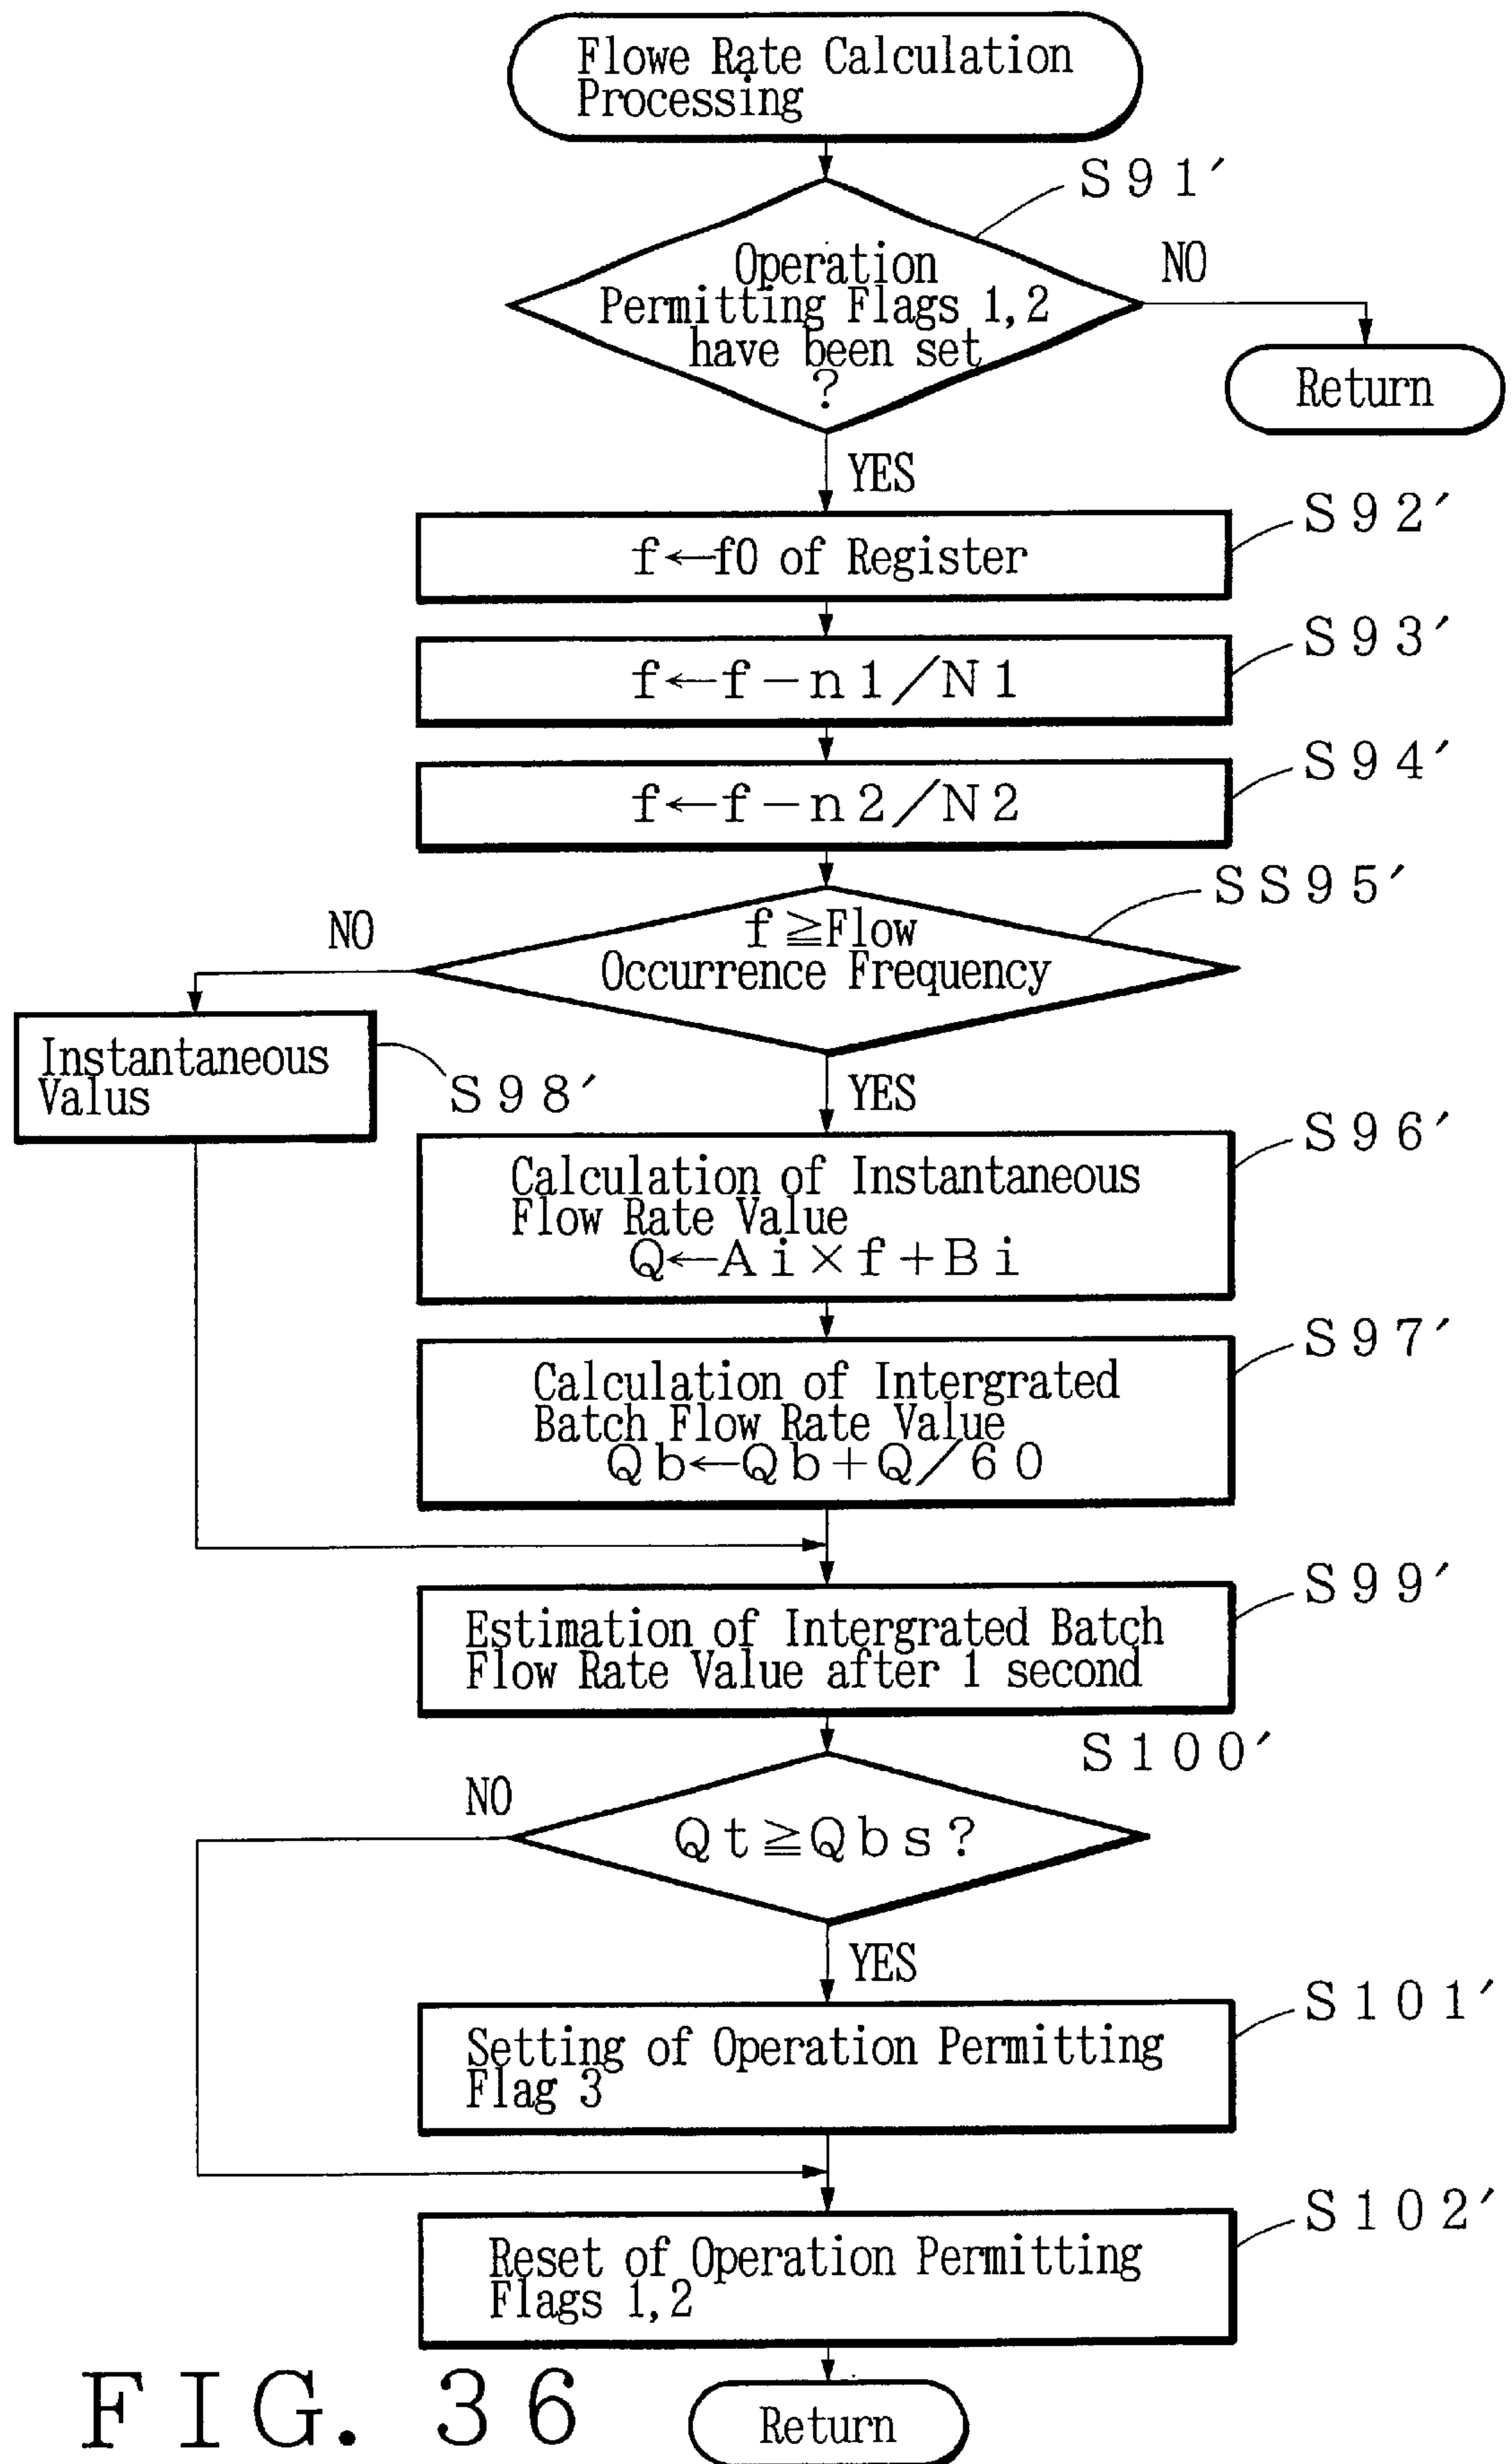 Flowe Rate Calculation
Processing
S91′
Operation
Permitting Flags 1,2
have been set
?
NO
Return
YES
S92′
f←f0 of Register
S93′
f←f−n1/N1
S94′
f←f−n2/N2
SS95′
f≧Flow
Occurrence Frequency
NO
Instantaneous
Valus
S98′
YES
S96′
Calculation of Instantaneous
Flow Rate Value
Q←Ai×f+Bi
S97′
Calculation of Intergrated
Batch Flow Rate Value
Qb←Qb+Q/60
S99′
Estimation of Intergrated Batch
Flow Rate Value after 1 second
S100′
NO
Qt≧Qbs?
YES
S101′
Setting of Operation Permitting
Flag 3
S102′
Reset of Operation Permitting
Flags 1,2
Return
FIG. 36